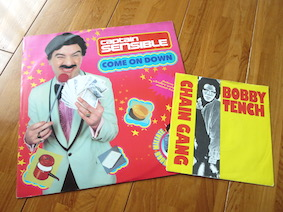 captain
SENSIBLE
COME ON DOWN
BOBBY
TENCH
CHAIN GANG